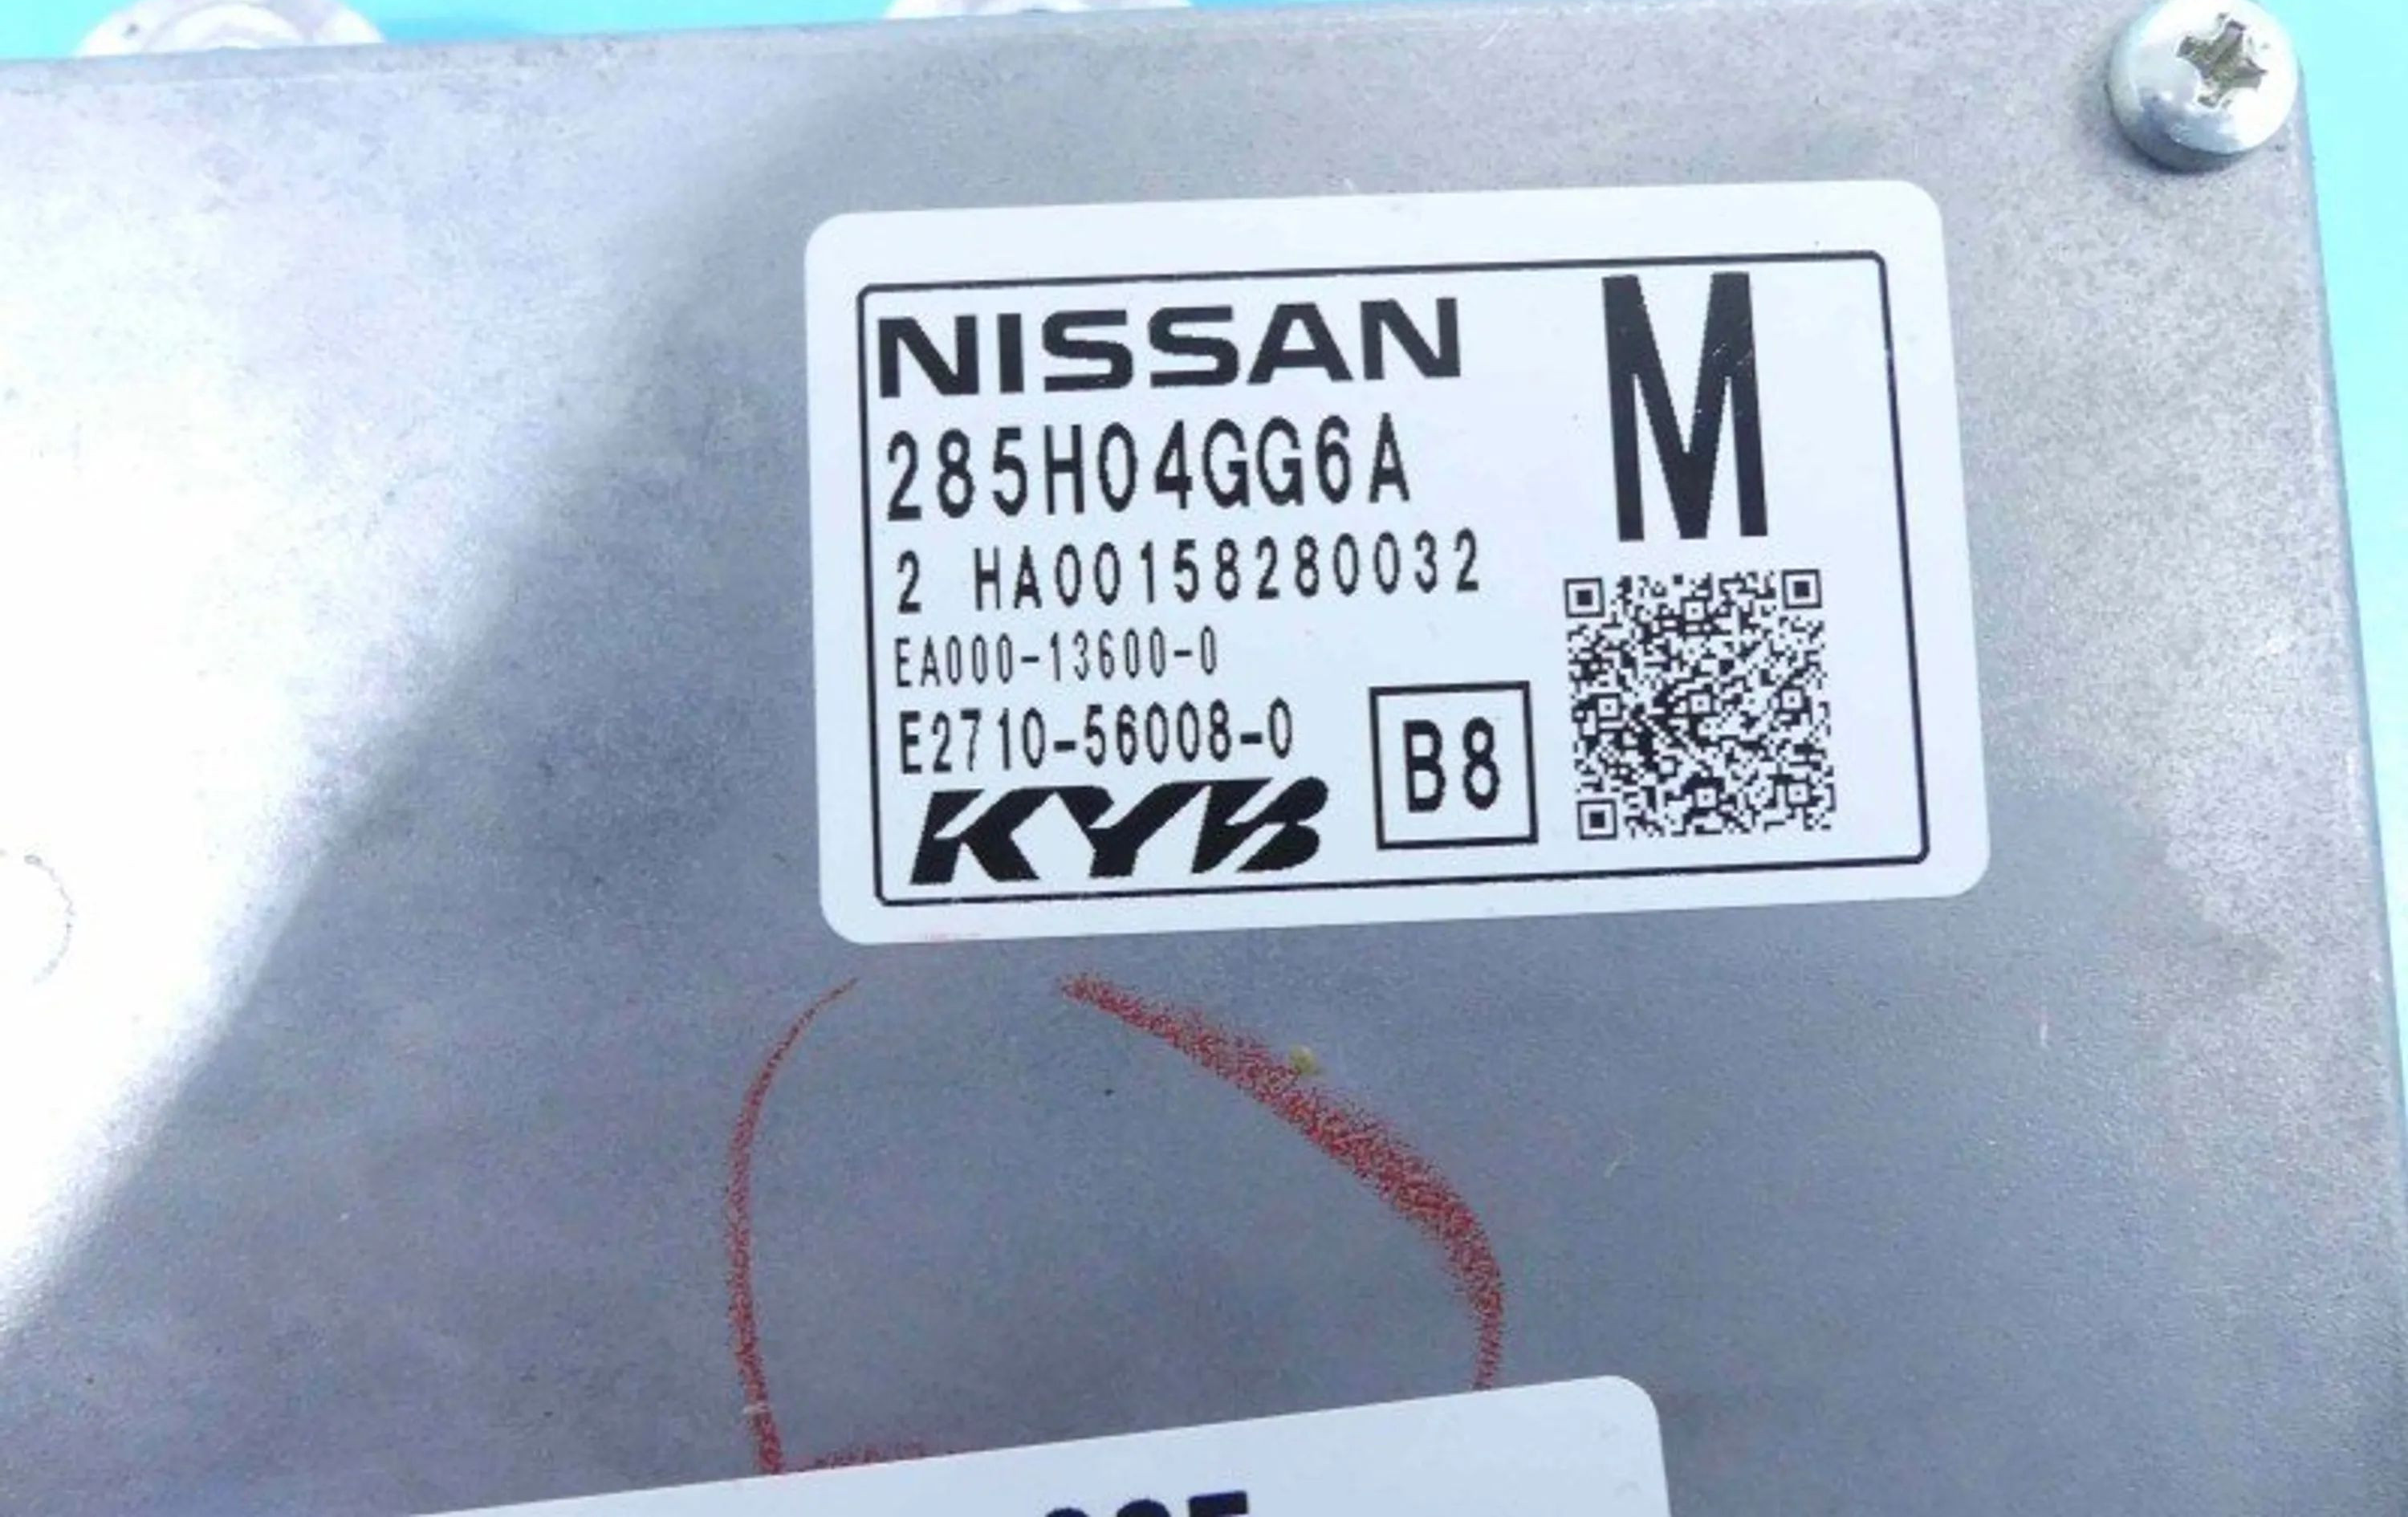 NISSAN
M
285H04GG6A
2 HA00158280032
EA000-13600-0
E2710-56008-0
B8
KYB